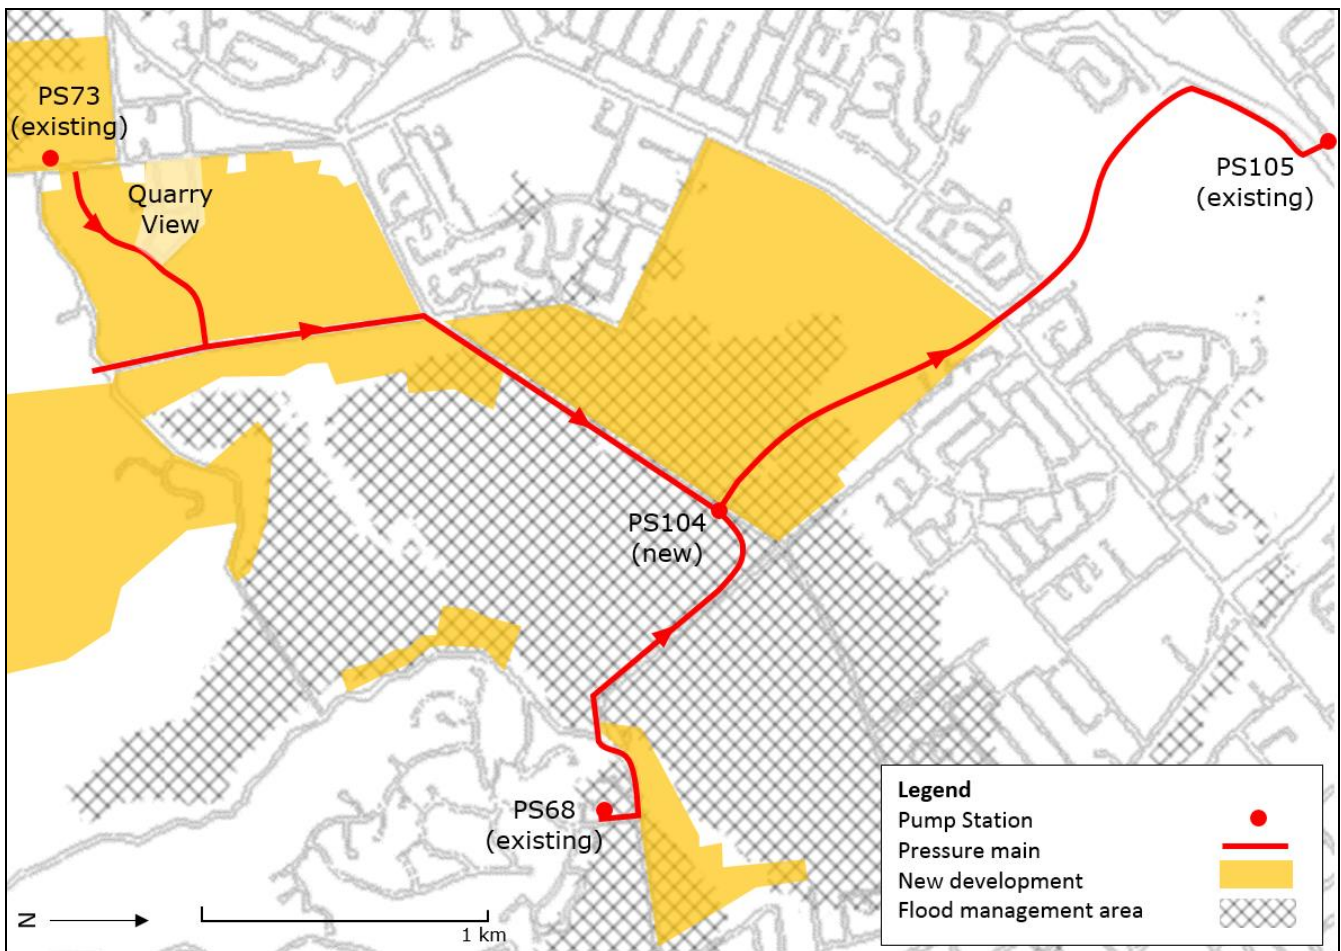 PS73
(existing)
Quarry
View
PS105
(existing)
PS104
(new)
PS68
(existing)
N
1 km
Legend
Pump Station
Pressure main
New development
Flood management area